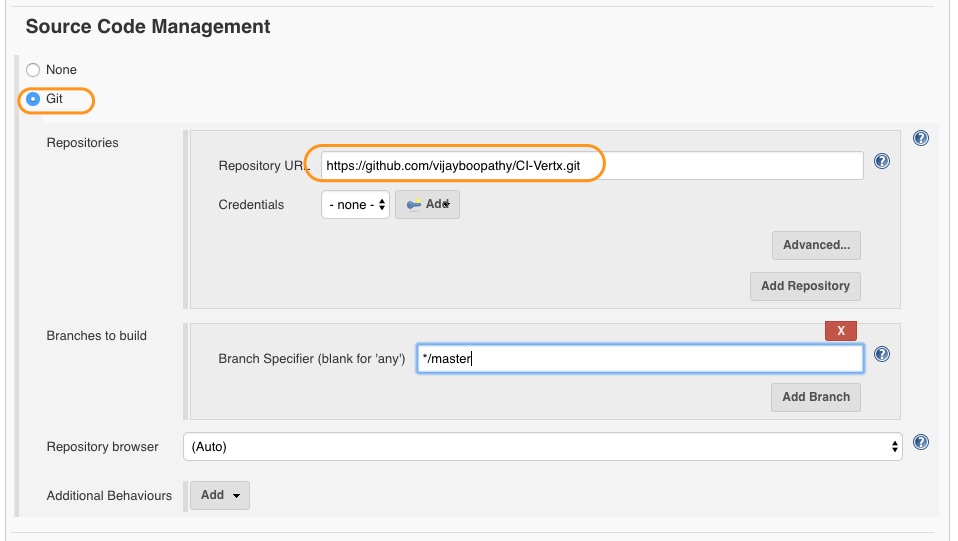 Source Code Management
None
Git
Repositories
Repository URL https://github.com/vijayboopathy/CI-Vertx.git
Credentials - none - Add
Advanced...
Add Repository
Branches to build X
Branch Specifier (blank for 'any') */master
Add Branch
Repository browser (Auto)
Additional Behaviours Add